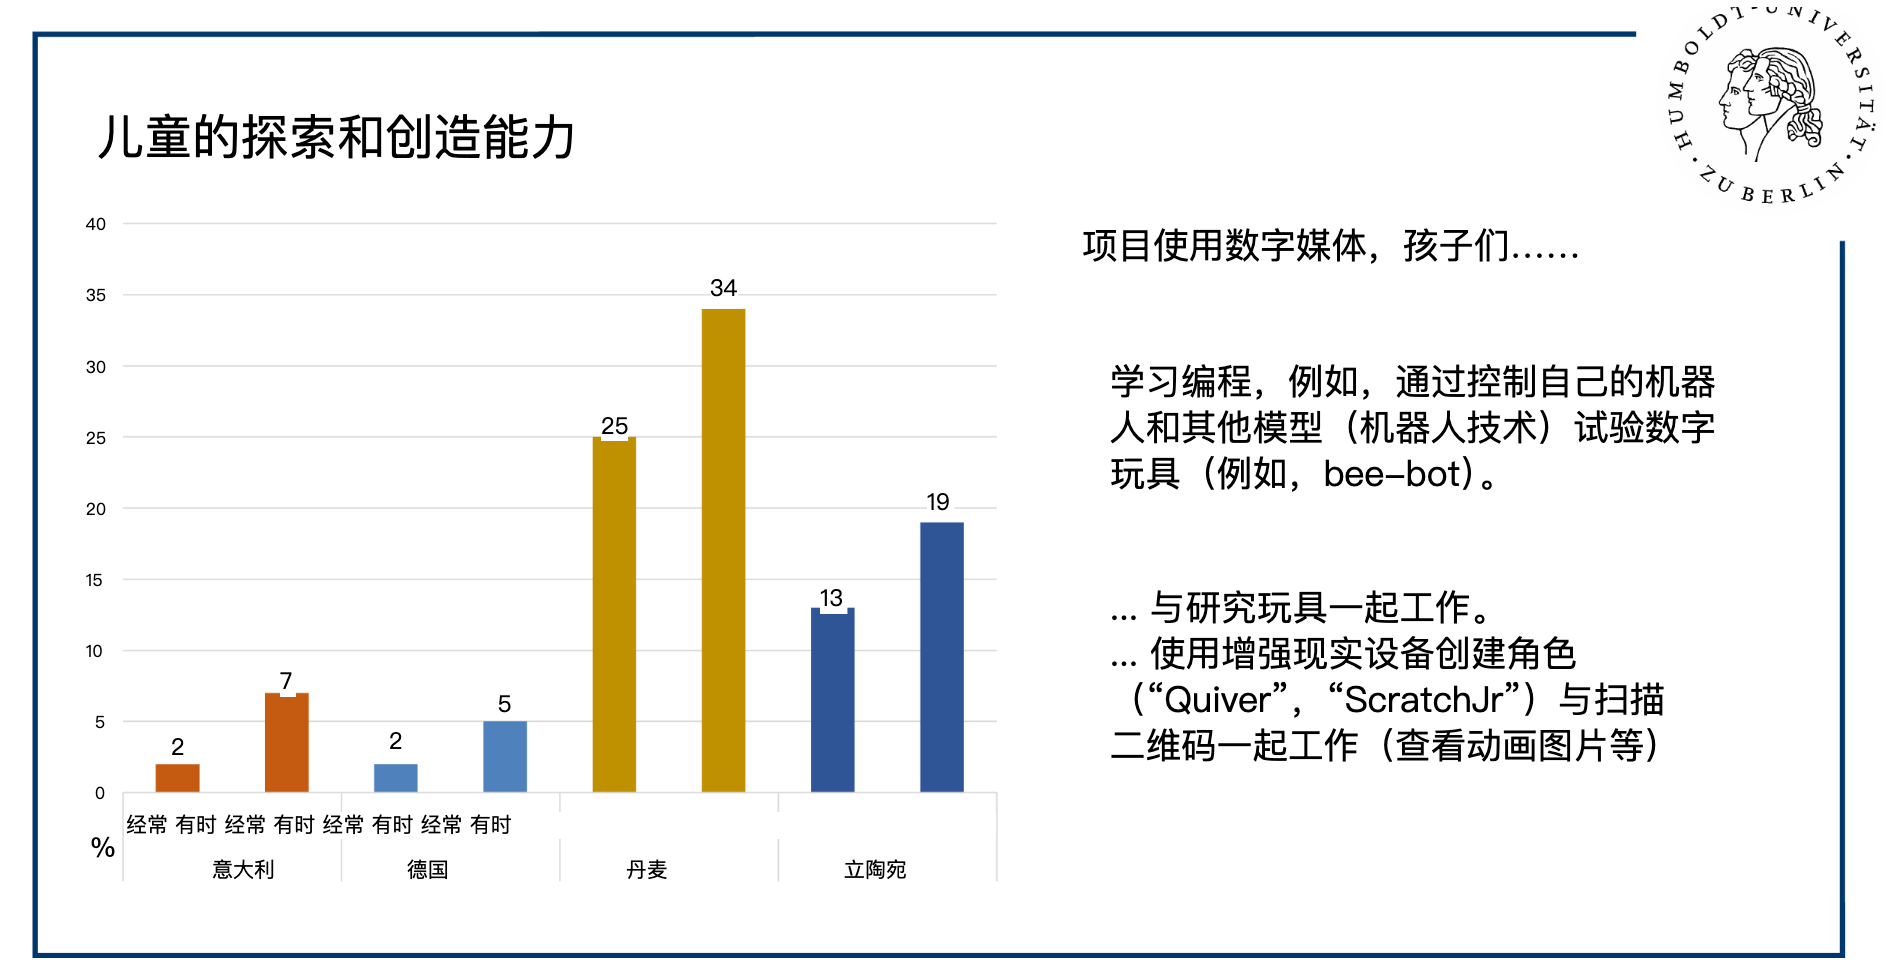 HUMBOLDT-UNIVERSITÄT · ZU BERLIN ·
儿童的探索和创造能力
40
35
30
25
20
15
10
5
0
2
7
2
5
25
34
13
19
经常 有时 经常 有时 经常 有时 经常 有时
%
意大利 德国 丹麦 立陶宛
项目使用数字媒体，孩子们……
学习编程，例如，通过控制自己的机器
人和其他模型（机器人技术）试验数字
玩具（例如，bee–bot）。
... 与研究玩具一起工作。
... 使用增强现实设备创建角色
（“Quiver”，“ScratchJr”）与扫描
二维码一起工作（查看动画图片等）